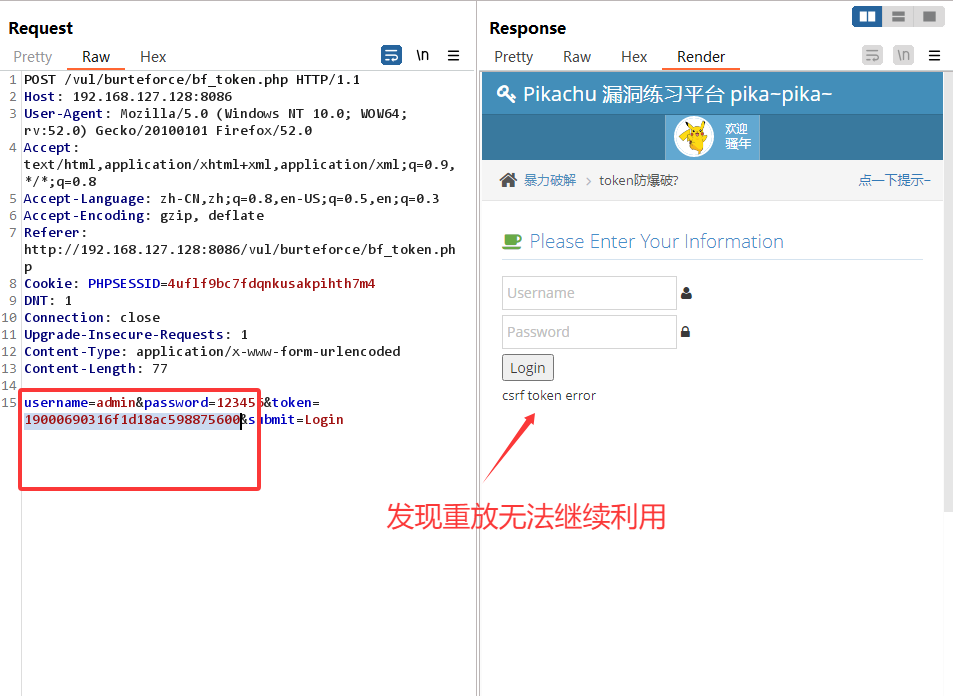 Request
Pretty Raw Hex \n
1 POST /vul/burteforce/bf_token.php HTTP/1.1
2 Host: 192.168.127.128:8086
3 User-Agent: Mozilla/5.0 (Windows NT 10.0; WOW64;
rv:52.0) Gecko/20100101 Firefox/52.0
4 Accept:
text/html,application/xhtml+xml,application/xml;q=0.9,
*/*;q=0.8
5 Accept-Language: zh-CN,zh;q=0.8,en-US;q=0.5,en;q=0.3
6 Accept-Encoding: gzip, deflate
7 Referer:
http://192.168.127.128:8086/vul/burteforce/bf_token.ph
p
8 Cookie: PHPSESSID=4uflf9bc7fdqnkusakpihth7m4
9 DNT: 1
10 Connection: close
11 Upgrade-Insecure-Requests: 1
12 Content-Type: application/x-www-form-urlencoded
13 Content-Length: 77
14
15 username=admin&password=123456&token=
19000690316f1d18ac598875600&submit=Login
Response
Pretty Raw Hex Render \n
Pikachu 漏洞练习平台 pika~pika~
欢迎
骚年
暴力破解 > token防爆破? 点一下提示~
Please Enter Your Information
Username
Password
Login
csrf token error
发现重放无法继续利用